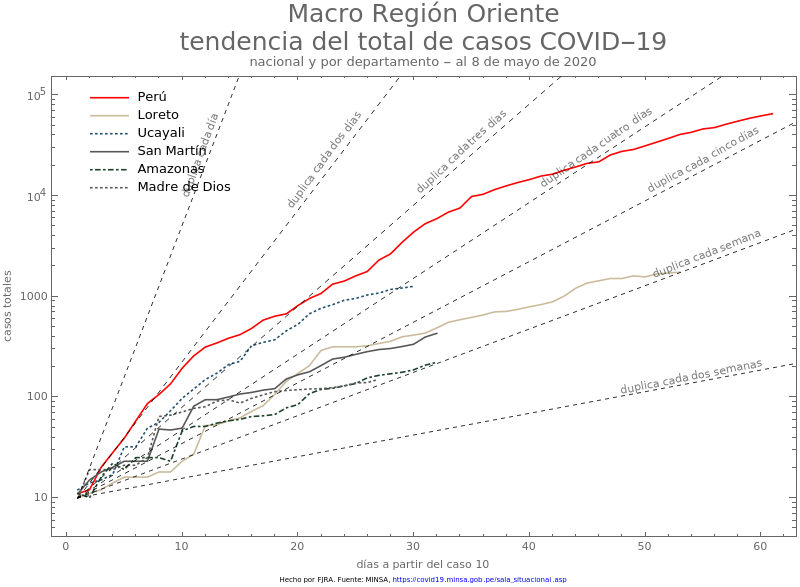 Macro Región Oriente
tendencia del total de casos COVID–19
nacional y por departamento – al 8 de mayo de 2020
Perú
Loreto
Ucayali
San Martín
Amazonas
Madre de Dios
duplica cada día
duplica cada dos días
duplica cada tres días
duplica cada cuatro días
duplica cada cinco días
duplica cada semana
duplica cada dos semanas
casos totales
10^5
10^4
1000
100
10
0 10 20 30 40 50 60
días a partir del caso 10
Hecho por FJRA. Fuente: MINSA, https://covid19.minsa.gob.pe/sala_situacional.asp